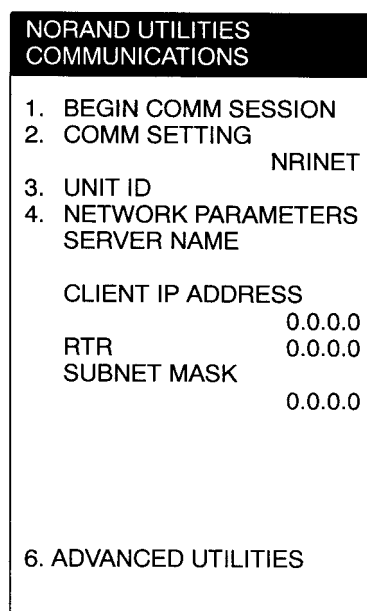 NORAND UTILITIES
COMMUNICATIONS
1. BEGIN COMM SESSION
2. COMM SETTING
NRINET
3. UNIT ID
4. NETWORK PARAMETERS
SERVER NAME
CLIENT IP ADDRESS
0.0.0.0
RTR 0.0.0.0
SUBNET MASK
0.0.0.0
6. ADVANCED UTILITIES